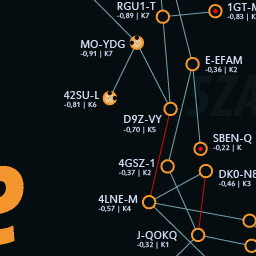 RGU1-T
-0,89 | K7
1GT-M
-0,83 | K
MO-YDG
-0,91 | K7
E-EFAM
-0,36 | K2
42SU-L
-0,81 | K6
D9Z-VY
-0,70 | K5
SBEN-Q
-0,22 | K
4GSZ-1
-0,37 | K2
DK0-N8
-0,46 | K3
4LNE-M
-0,57 | K4
J-QOKQ
-0,32 | K1